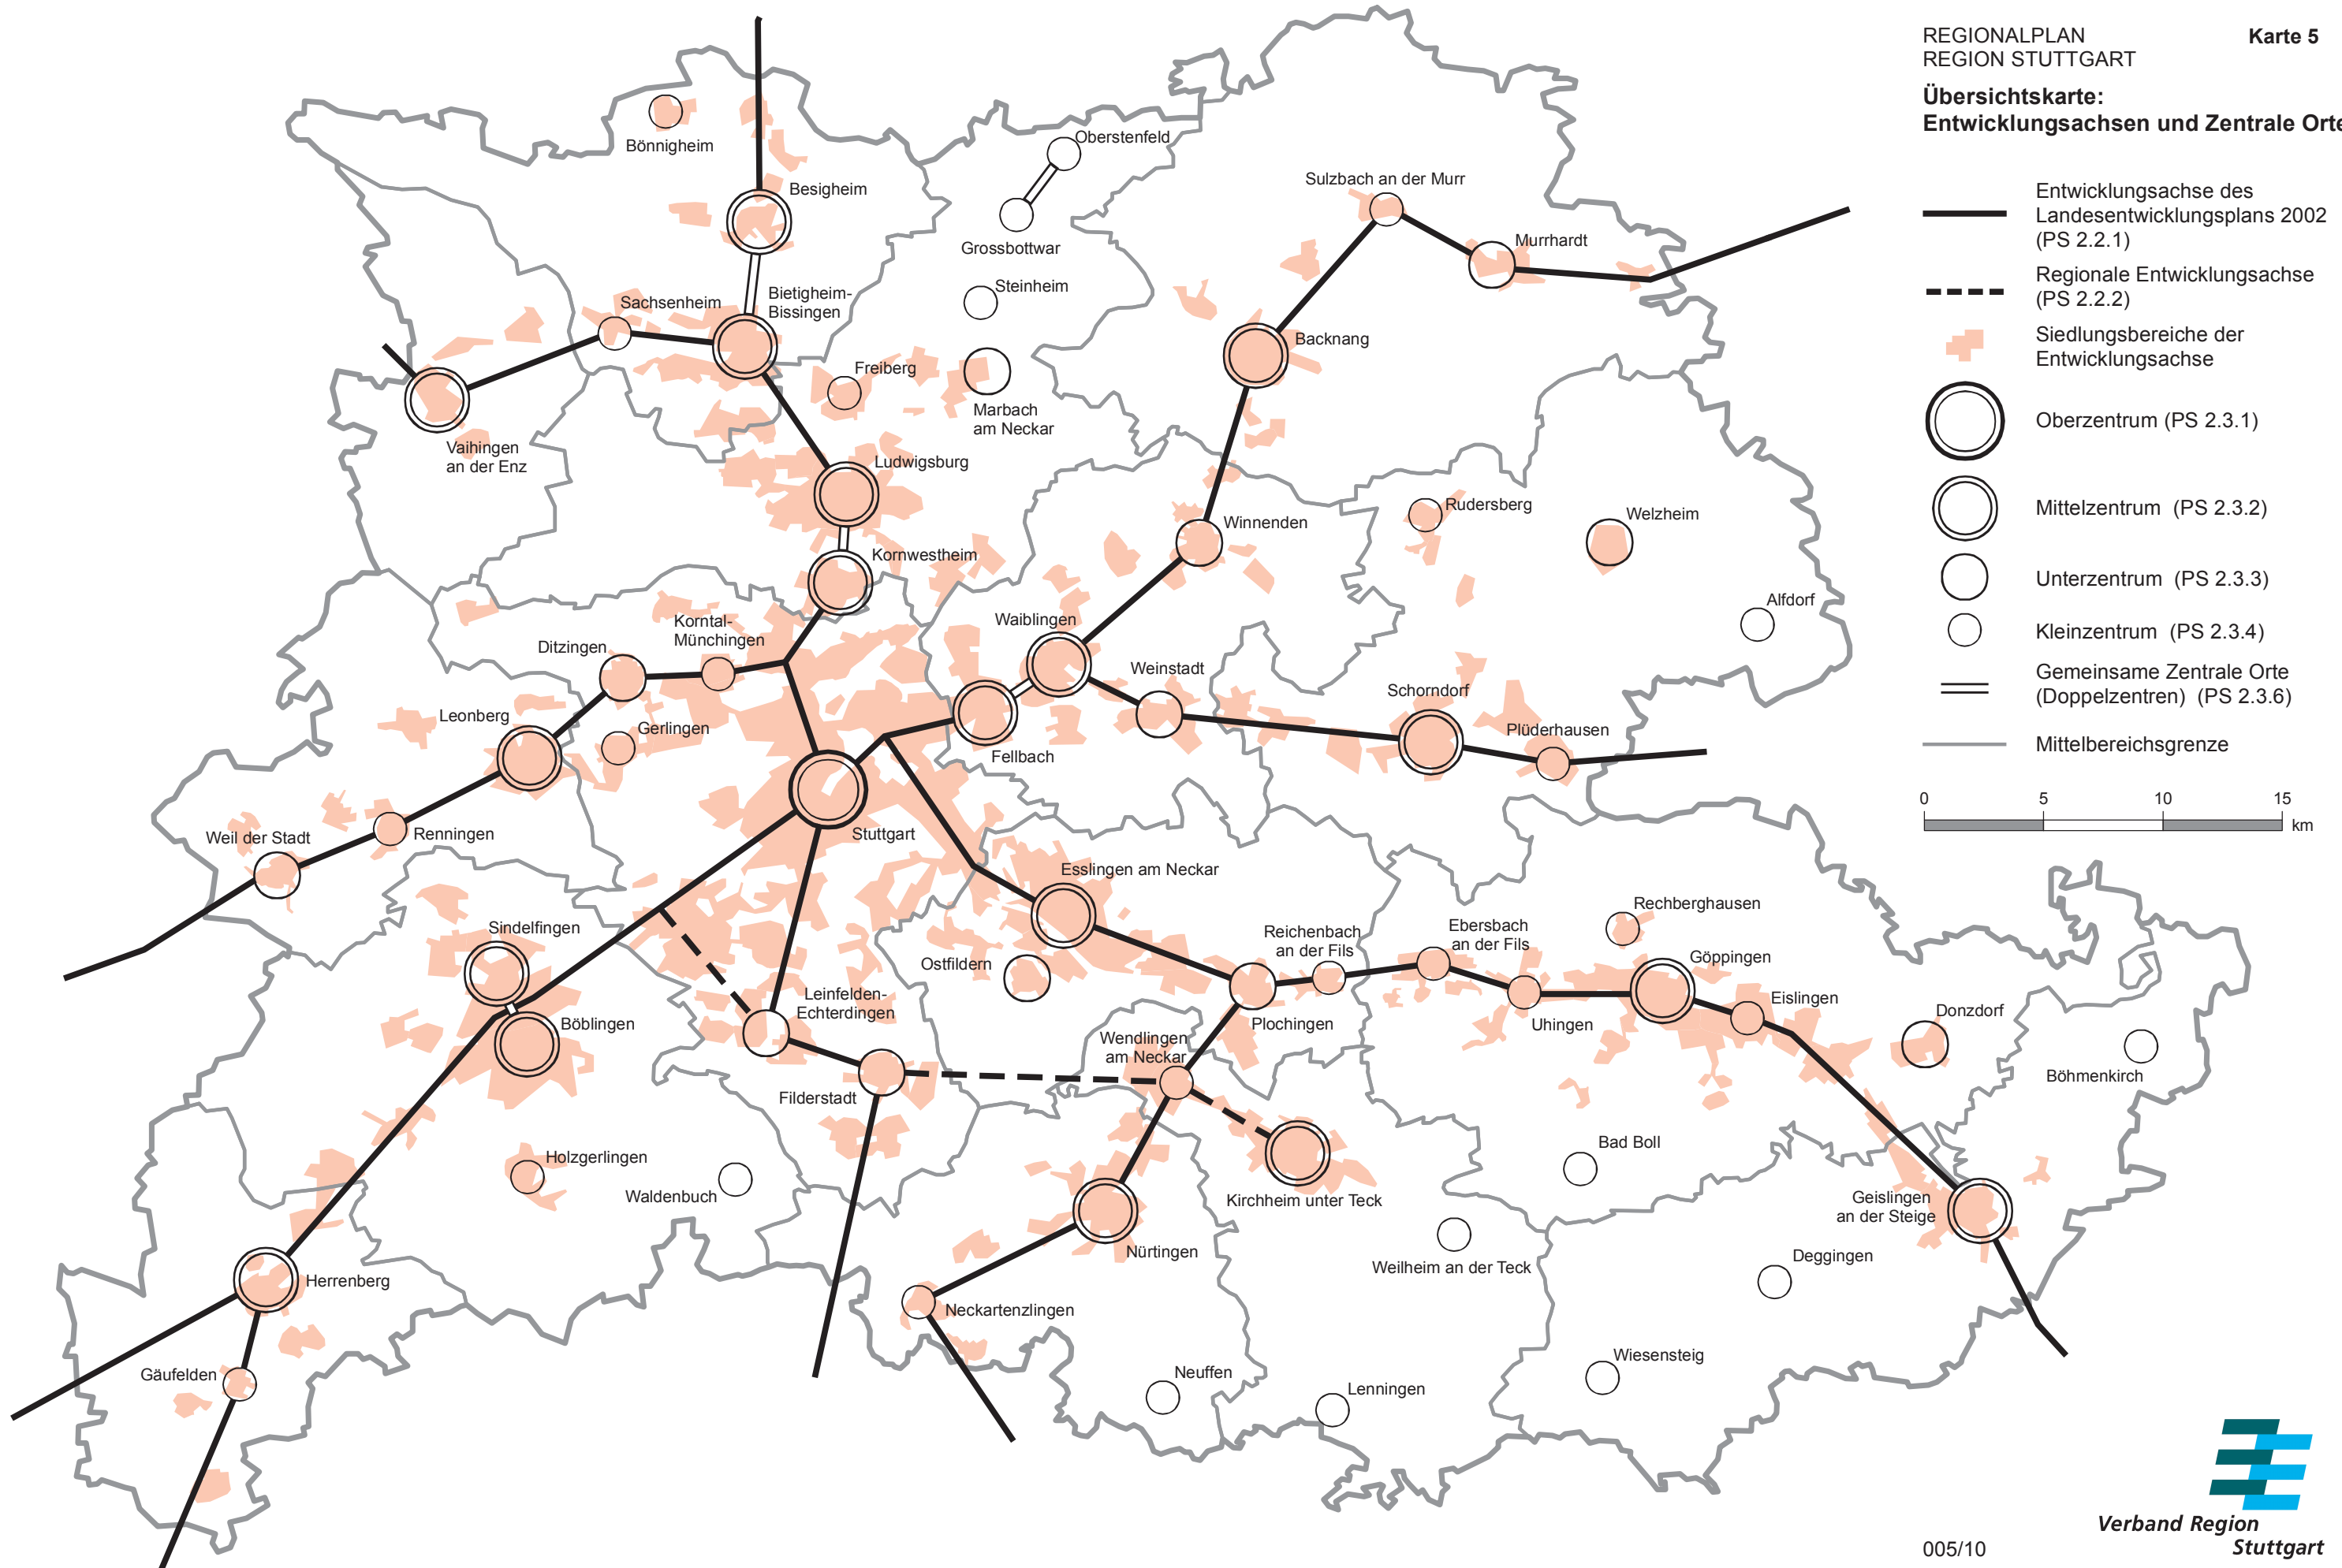 REGIONALPLAN
REGION STUTTGART
Karte 5
Übersichtskarte:
Entwicklungsachsen und Zentrale Orte
Entwicklungsachse des
Landesentwicklungsplans 2002
(PS 2.2.1)
Regionale Entwicklungsachse
(PS 2.2.2)
Siedlungsbereiche der
Entwicklungsachse
Oberzentrum (PS 2.3.1)
Mittelzentrum (PS 2.3.2)
Unterzentrum (PS 2.3.3)
Kleinzentrum (PS 2.3.4)
Gemeinsame Zentrale Orte
(Doppelzentren) (PS 2.3.6)
Mittelbereichsgrenze
0 5 10 15
km
Bönnigheim
Oberstenfeld
Besigheim
Sulzbach an der Murr
Grossbottwar
Murrhardt
Steinheim
Sachsenheim
Bietigheim-
Bissingen
Backnang
Freiberg
Marbach
am Neckar
Vaihingen
an der Enz
Ludwigsburg
Rudersberg
Welzheim
Winnenden
Kornwestheim
Alfdorf
Waiblingen
Korntal-
Münchingen
Ditzingen
Weinstadt
Schorndorf
Leonberg
Gerlingen
Plüderhausen
Fellbach
Weil der Stadt
Renningen
Stuttgart
Esslingen am Neckar
Rechberghausen
Sindelfingen
Reichenbach
an der Fils
Ebersbach
an der Fils
Ostfildern
Göppingen
Leinfelden-
Echterdingen
Eislingen
Donzdorf
Böblingen
Plochingen
Uhingen
Wendlingen
am Neckar
Böhmenkirch
Filderstadt
Bad Boll
Holzgerlingen
Waldenbuch
Kirchheim unter Teck
Geislingen
an der Steige
Nürtingen
Weilheim an der Teck
Deggingen
Herrenberg
Neckartenzlingen
Gäufelden
Neuffen
Wiesensteig
Lenningen
Verband Region
Stuttgart
005/10